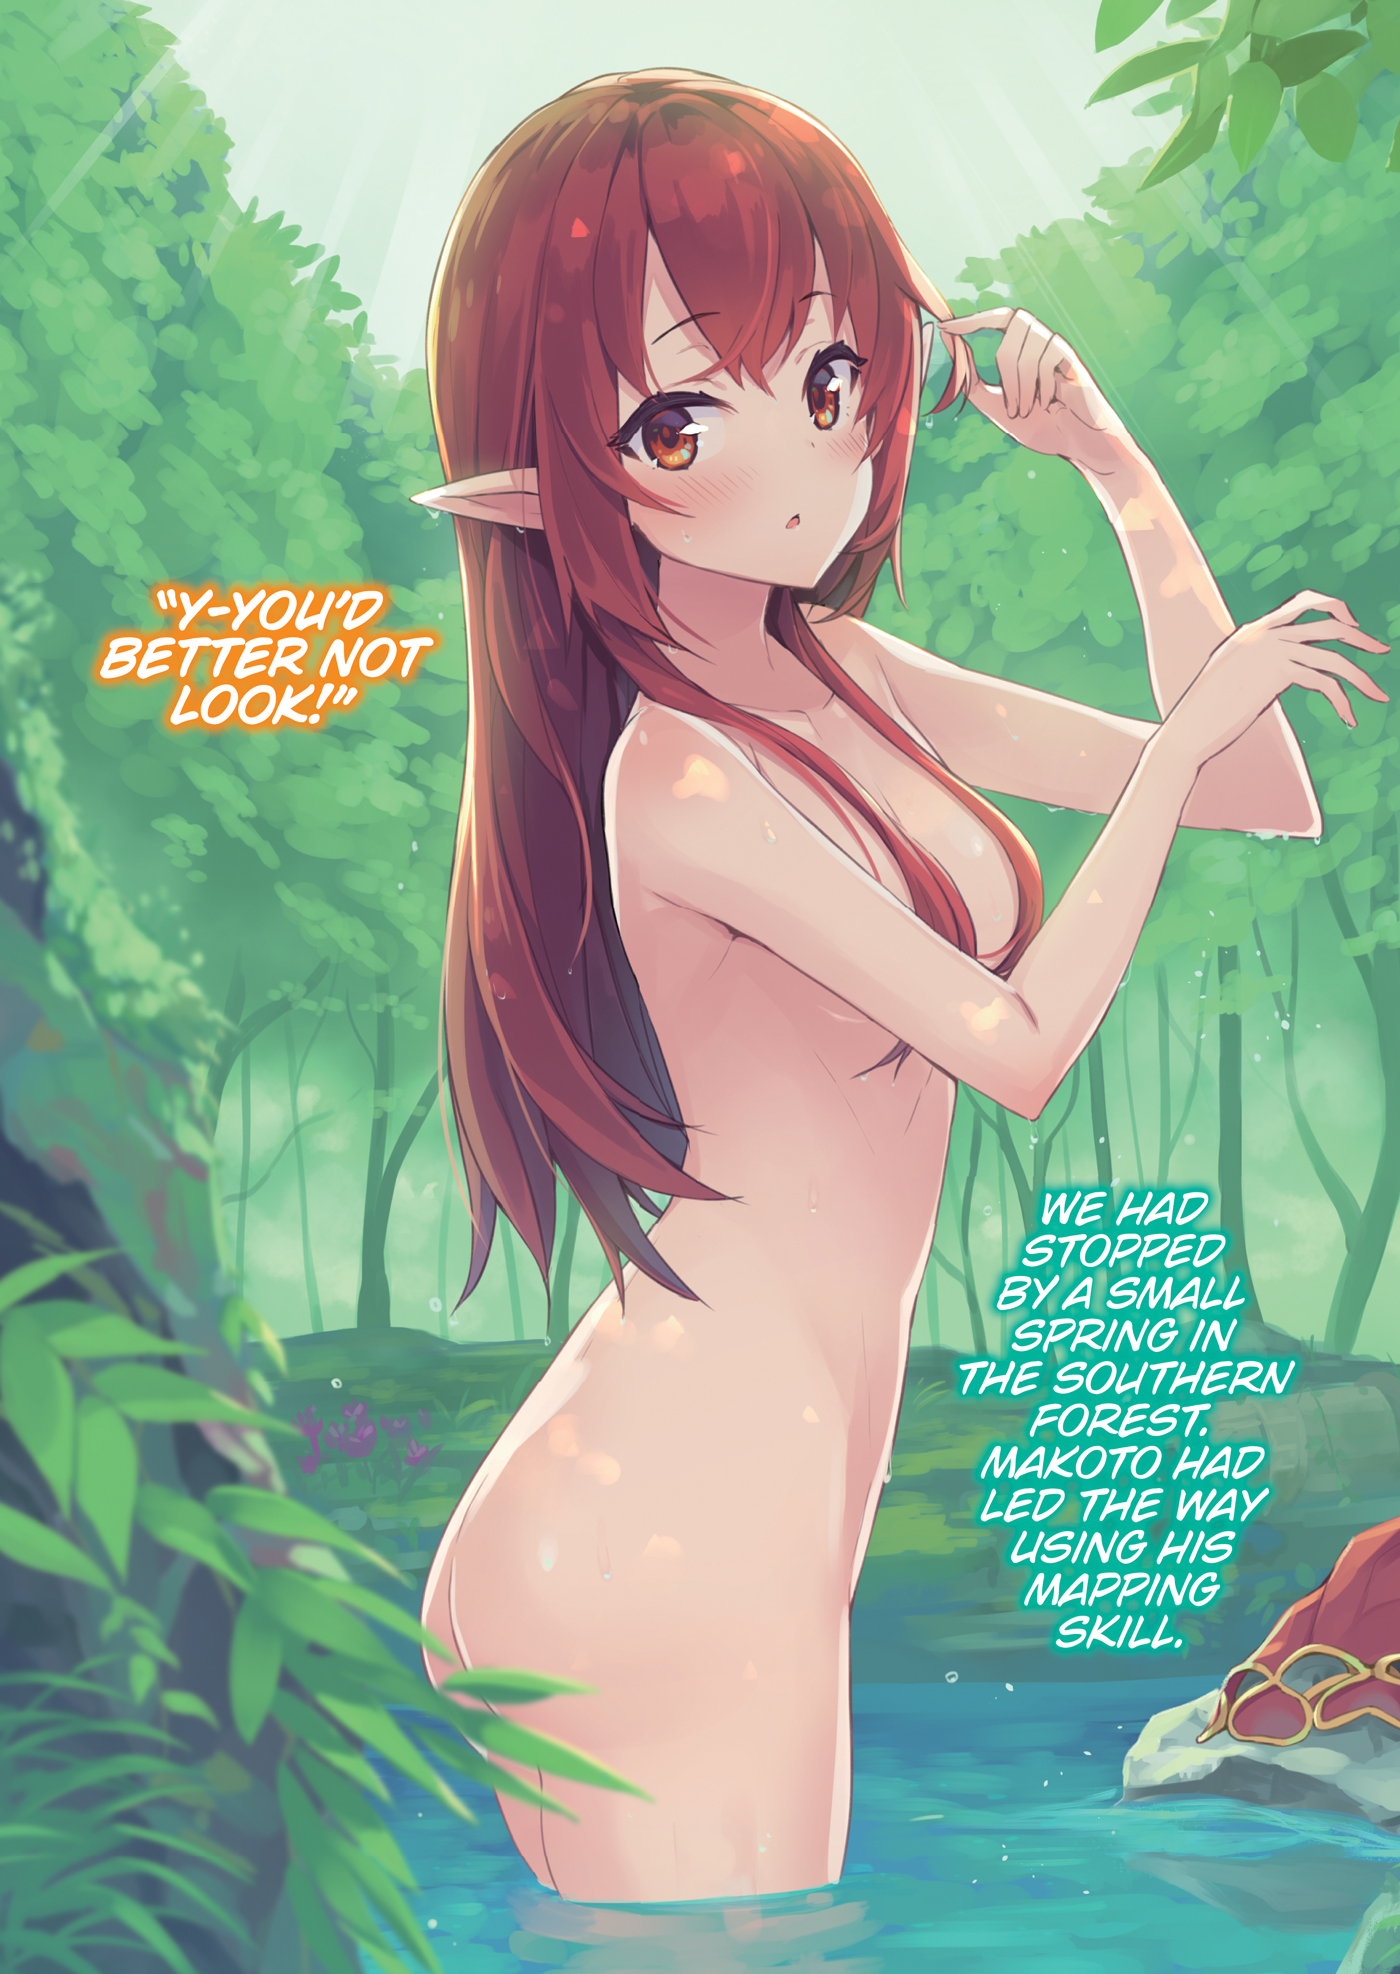 “Y-YOU’D
BETTER NOT
LOOK!”
WE HAD
STOPPED
BY A SMALL
SPRING IN
THE SOUTHERN
FOREST.
MAKOTO HAD
LED THE WAY
USING HIS
MAPPING
SKILL.